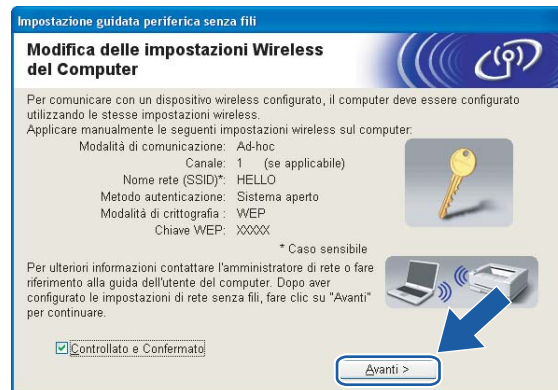 Impostazione guidata periferica senza fili
Modifica delle impostazioni Wireless
del Computer
Per comunicare con un dispositivo wireless configurato, il computer deve essere configurato
utilizzando le stesse impostazioni wireless.
Applicare manualmente le seguenti impostazioni wireless sul computer:
Modalità di comunicazione: Ad-hoc
Canale: 1 (se applicabile)
Nome rete (SSID)*: HELLO
Metodo autenticazione: Sistema aperto
Modalità di crittografia : WEP
Chiave WEP: XXXXX
* Caso sensibile
Per ulteriori informazioni contattare l'amministratore di rete o fare
riferimento alla guida dell'utente del computer. Dopo aver
configurato le impostazioni di rete senza fili, fare clic su "Avanti"
per continuare.
Controllato e Confermato
Avanti >